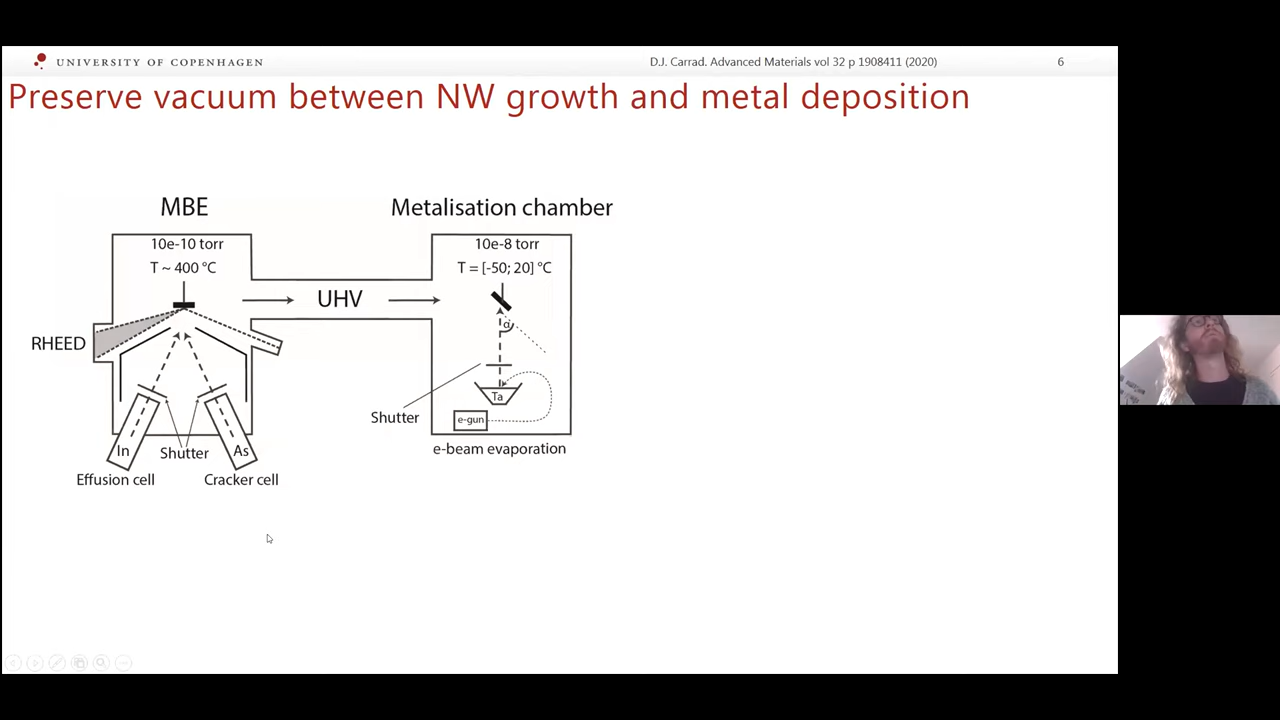 UNIVERSITY OF COPENHAGEN
D.J. Carrad. Advanced Materials vol 32 p 1908411 (2020)
6
Preserve vacuum between NW growth and metal deposition
MBE
Metalisation chamber
10e-10 torr
10e-8 torr
T ~ 400 °C
T = [-50; 20] °C
UHV
α
RHEED
Ta
Shutter
e-gun
In
Shutter
As
e-beam evaporation
Effusion cell
Cracker cell